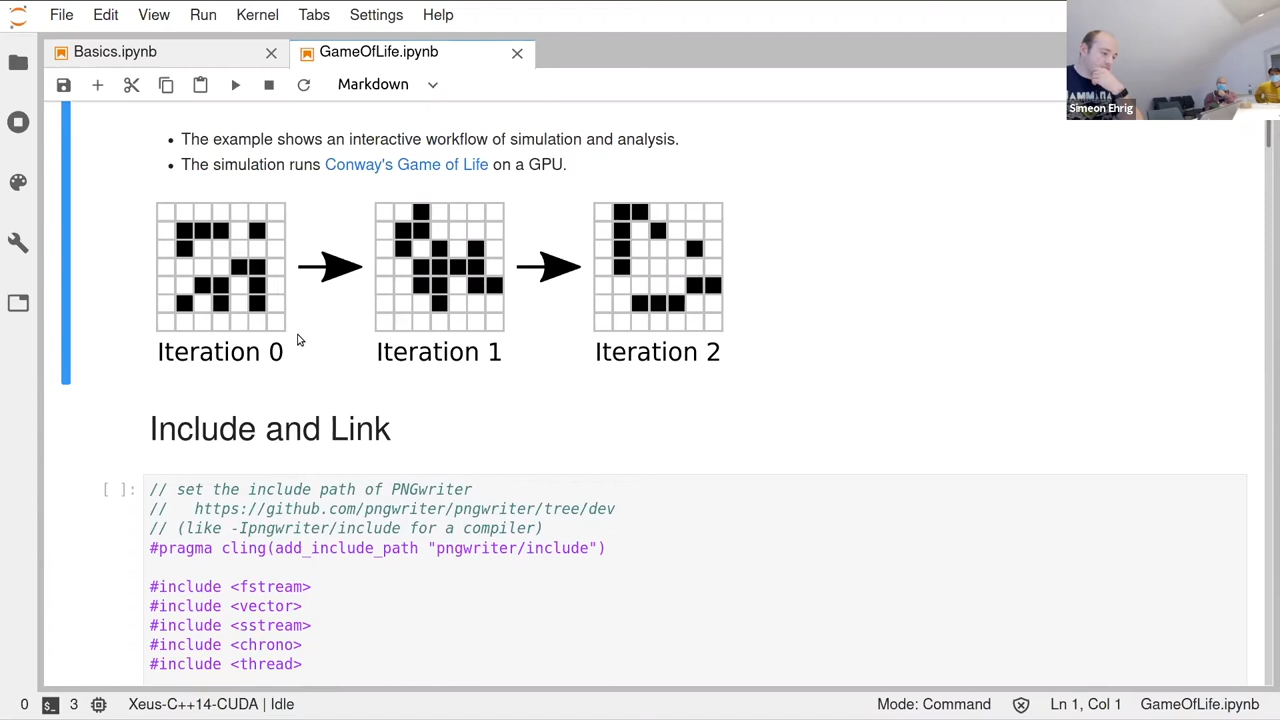 File Edit View Run Kernel Tabs Settings Help
Basics.ipynb
GameOfLife.ipynb
Markdown
Simeon Ehrig
The example shows an interactive workflow of simulation and analysis.
The simulation runs Conway's Game of Life on a GPU.
Iteration 0
Iteration 1
Iteration 2
Include and Link
[ ]:
// set the include path of PNGwriter
//   https://github.com/pngwriter/pngwriter/tree/dev
// (like -Ipngwriter/include for a compiler)
#pragma cling(add_include_path "pngwriter/include")
#include <fstream>
#include <vector>
#include <sstream>
#include <chrono>
#include <thread>
0 $_ 3 Xeus-C++14-CUDA | Idle Mode: Command Ln 1, Col 1 GameOfLife.ipynb